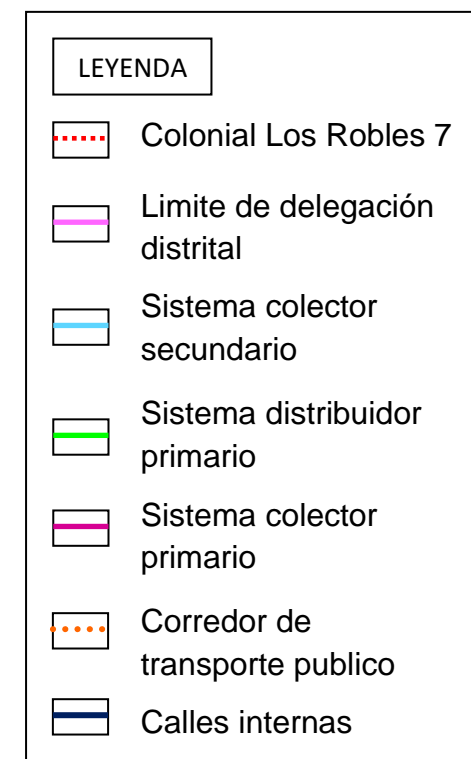 LEYENDA
Colonial Los Robles 7
Limite de delegación
distrital
Sistema colector
secundario
Sistema distribuidor
primario
Sistema colector
primario
Corredor de
transporte publico
Calles internas